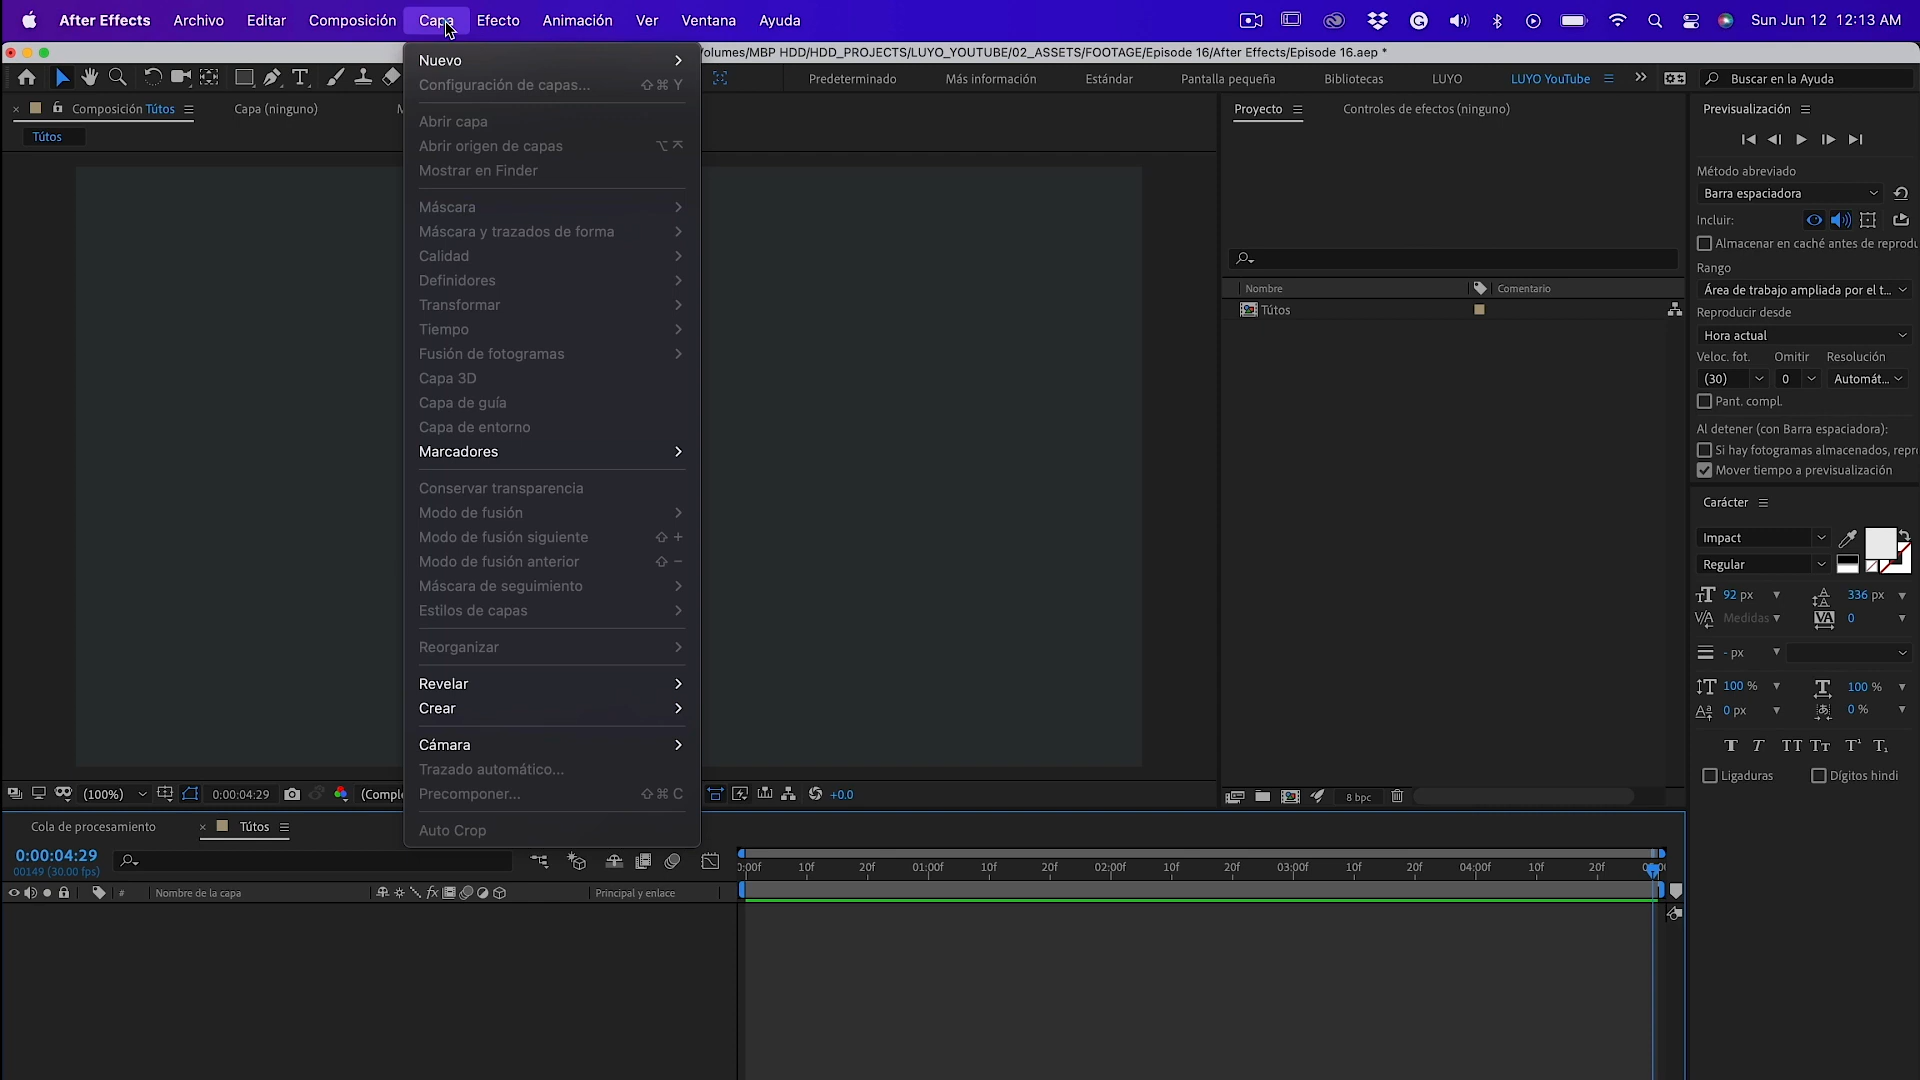 After Effects Archivo Editar Composición Capa Efecto Animación Ver Ventana Ayuda Sun Jun 12 12:13 AM
olumes/MBP HDD/HDD_PROJECTS/LUYO_YOUTUBE/02_ASSETS/FOOTAGE/Episode 16/After Effects/Episode 16.aep *
Predeterminado Más información Estándar Pantalla pequeña Bibliotecas LUYO LUYO YouTube Buscar en la Ayuda
Composición Tútos Capa (ninguno)
Tútos
Nuevo
Configuración de capas... ⇧⌘ Y
Abrir capa
Abrir origen de capas
Mostrar en Finder
Máscara
Máscara y trazados de forma
Calidad
Definidores
Transformar
Tiempo
Fusión de fotogramas
Capa 3D
Capa de guía
Capa de entorno
Marcadores
Conservar transparencia
Modo de fusión
Modo de fusión siguiente ⇧ +
Modo de fusión anterior ⇧ −
Máscara de seguimiento
Estilos de capas
Reorganizar
Revelar
Crear
Cámara
Trazado automático...
Precomponer... ⇧⌘ C
Auto Crop
Proyecto Controles de efectos (ninguno)
Nombre Comentario
Tútos
8 bpc
Previsualización
Método abreviado
Barra espaciadora
Incluir:
Almacenar en caché antes de reprodu
Rango
Área de trabajo ampliada por el t...
Reproducir desde
Hora actual
Veloc. fot. Omitir Resolución
(30) 0 Automát...
Pant. compl.
Al detener (con Barra espaciadora):
Si hay fotogramas almacenados, repr
Mover tiempo a previsualización
Carácter
Impact
Regular
92 px 336 px
Medidas 0
- px
100 % 100 %
0 px 0 %
T T TT Tt T¹ T₁
Ligaduras Dígitos hindi
(100%) 0:00:04:29 (Comple +0.0
Cola de procesamiento Tútos
0:00:04:29
00149 (30.00 fps)
# Nombre de la capa fx Principal y enlace
0:00f 10f 20f 01:00f 10f 20f 02:00f 10f 20f 03:00f 10f 20f 04:00f 10f 20f